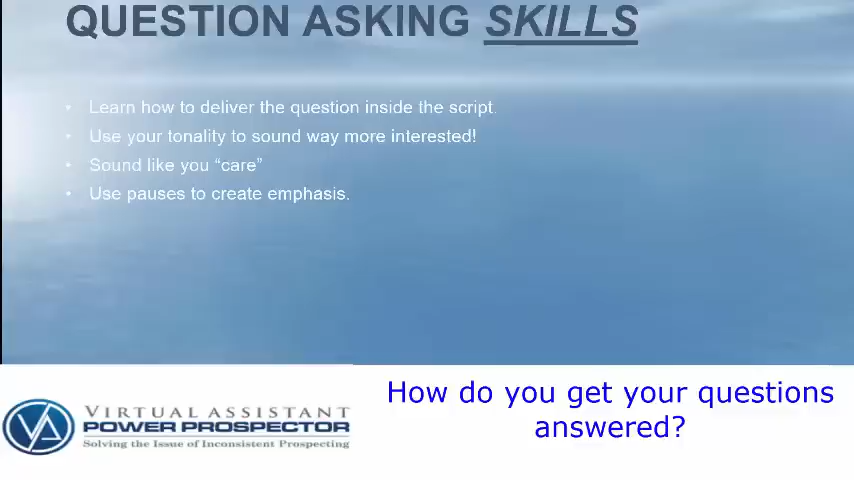 QUESTION ASKING SKILLS
• Learn how to deliver the question inside the script.
• Use your tonality to sound way more interested!
• Sound like you “care”
• Use pauses to create emphasis.
How do you get your questions
answered?
VA
VIRTUAL ASSISTANT
POWER PROSPECTOR
Solving the Issue of Inconsistent Prospecting